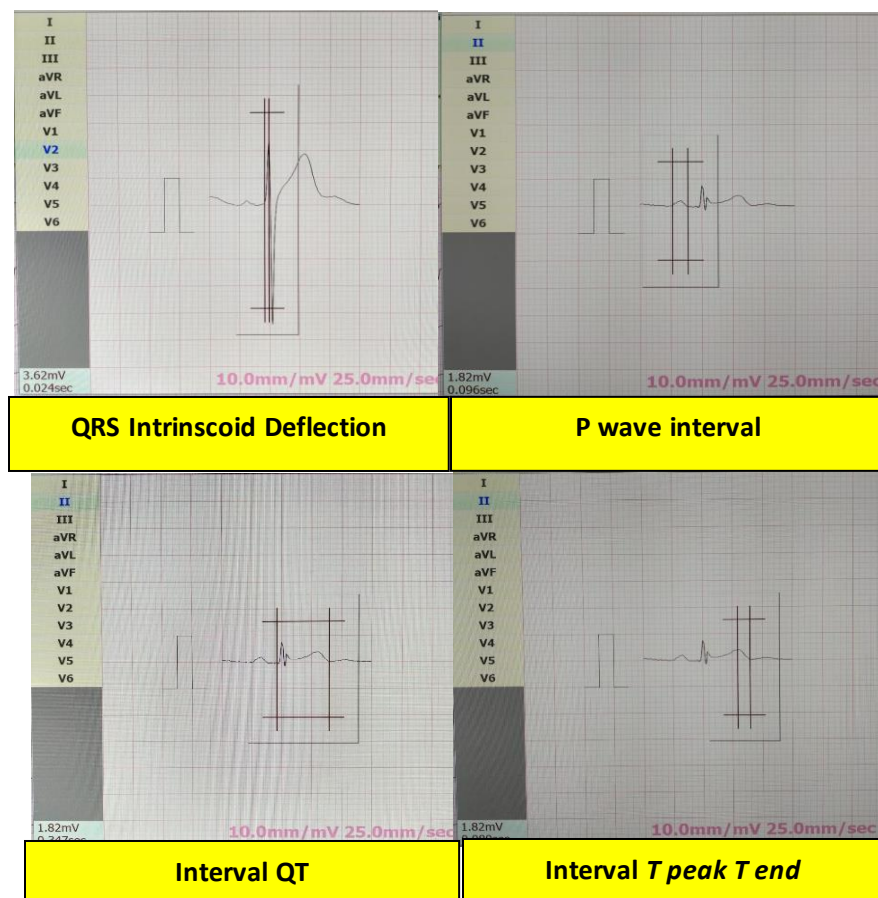 I
II
III
aVR
aVL
aVF
V1
V2
V3
V4
V5
V6
3.62mV
0.024sec
10.0mm/mV 25.0mm/sec
I
II
III
aVR
aVL
aVF
V1
V2
V3
V4
V5
V6
1.82mV
0.096sec
10.0mm/mV 25.0mm/sec
QRS Intrinscoid Deflection
P wave interval
I
II
III
aVR
aVL
aVF
V1
V2
V3
V4
V5
V6
1.82mV
0.347sec
10.0mm/mV 25.0mm/sec
I
II
III
aVR
aVL
aVF
V1
V2
V3
V4
V5
V6
1.82mV
10.0mm/mV 25.0mm/sec
Interval QT
Interval T peak T end